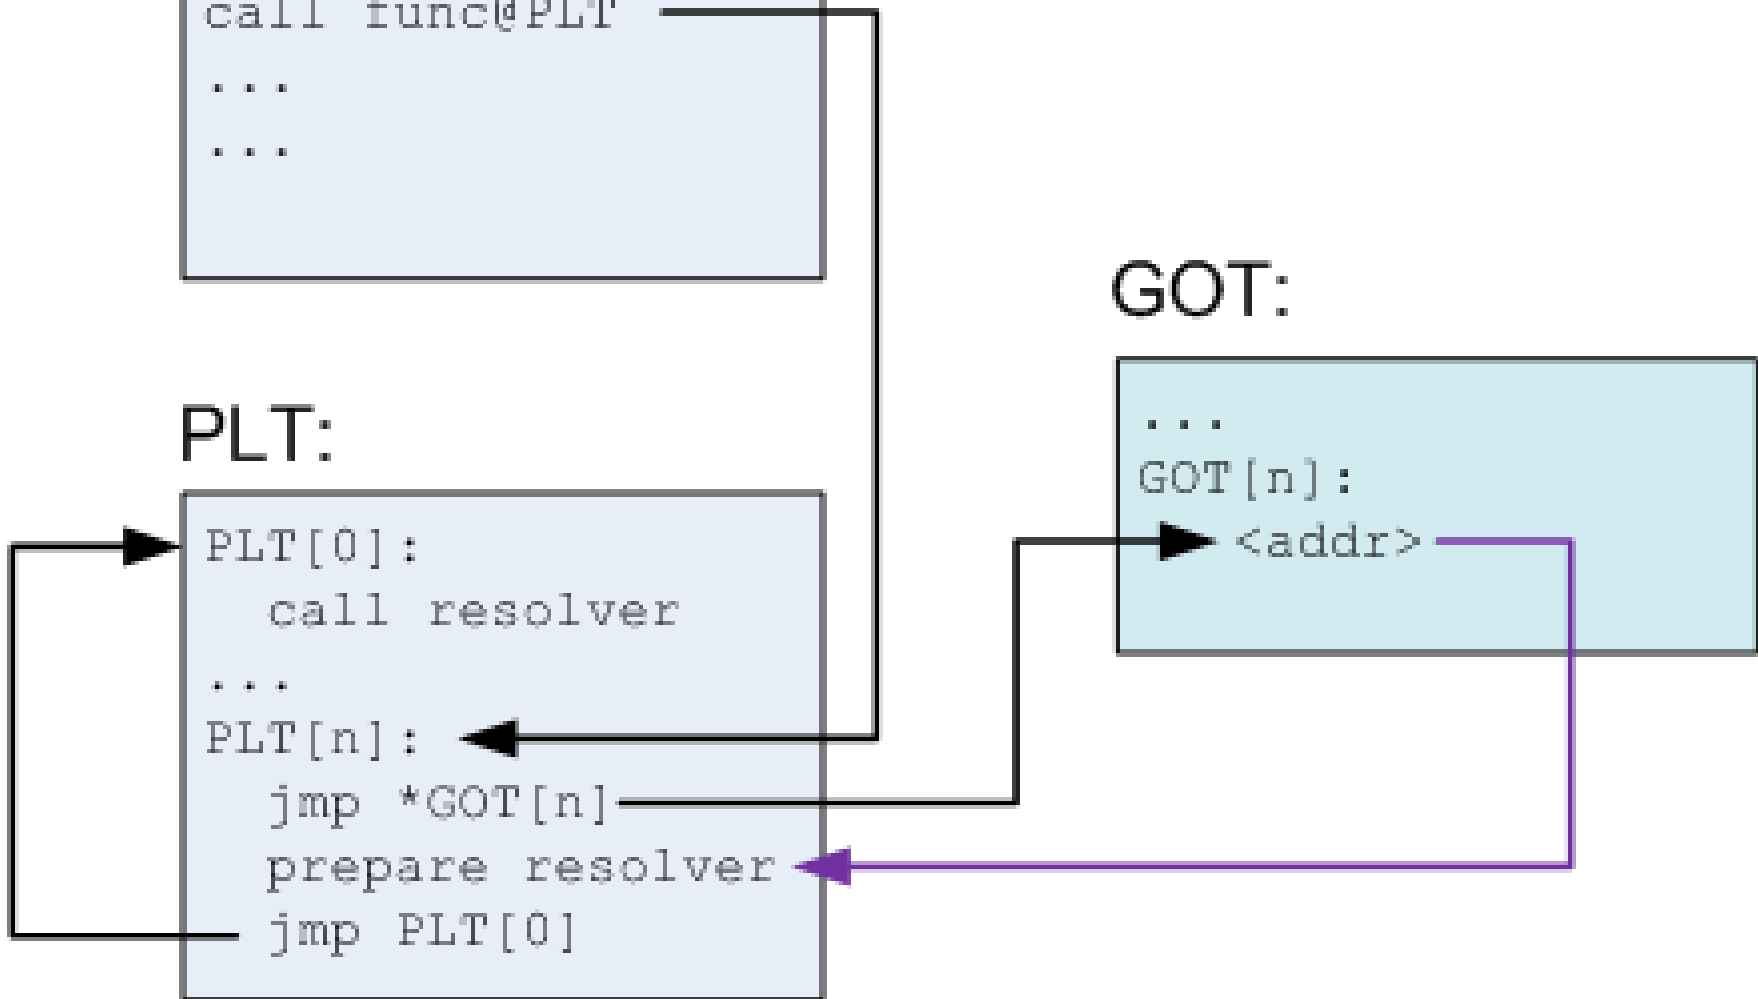 call func@PLT
...
...
GOT:
...
GOT[n]:
<addr>
PLT:
PLT[0]:
call resolver
...
PLT[n]:
jmp *GOT[n]
prepare resolver
jmp PLT[0]